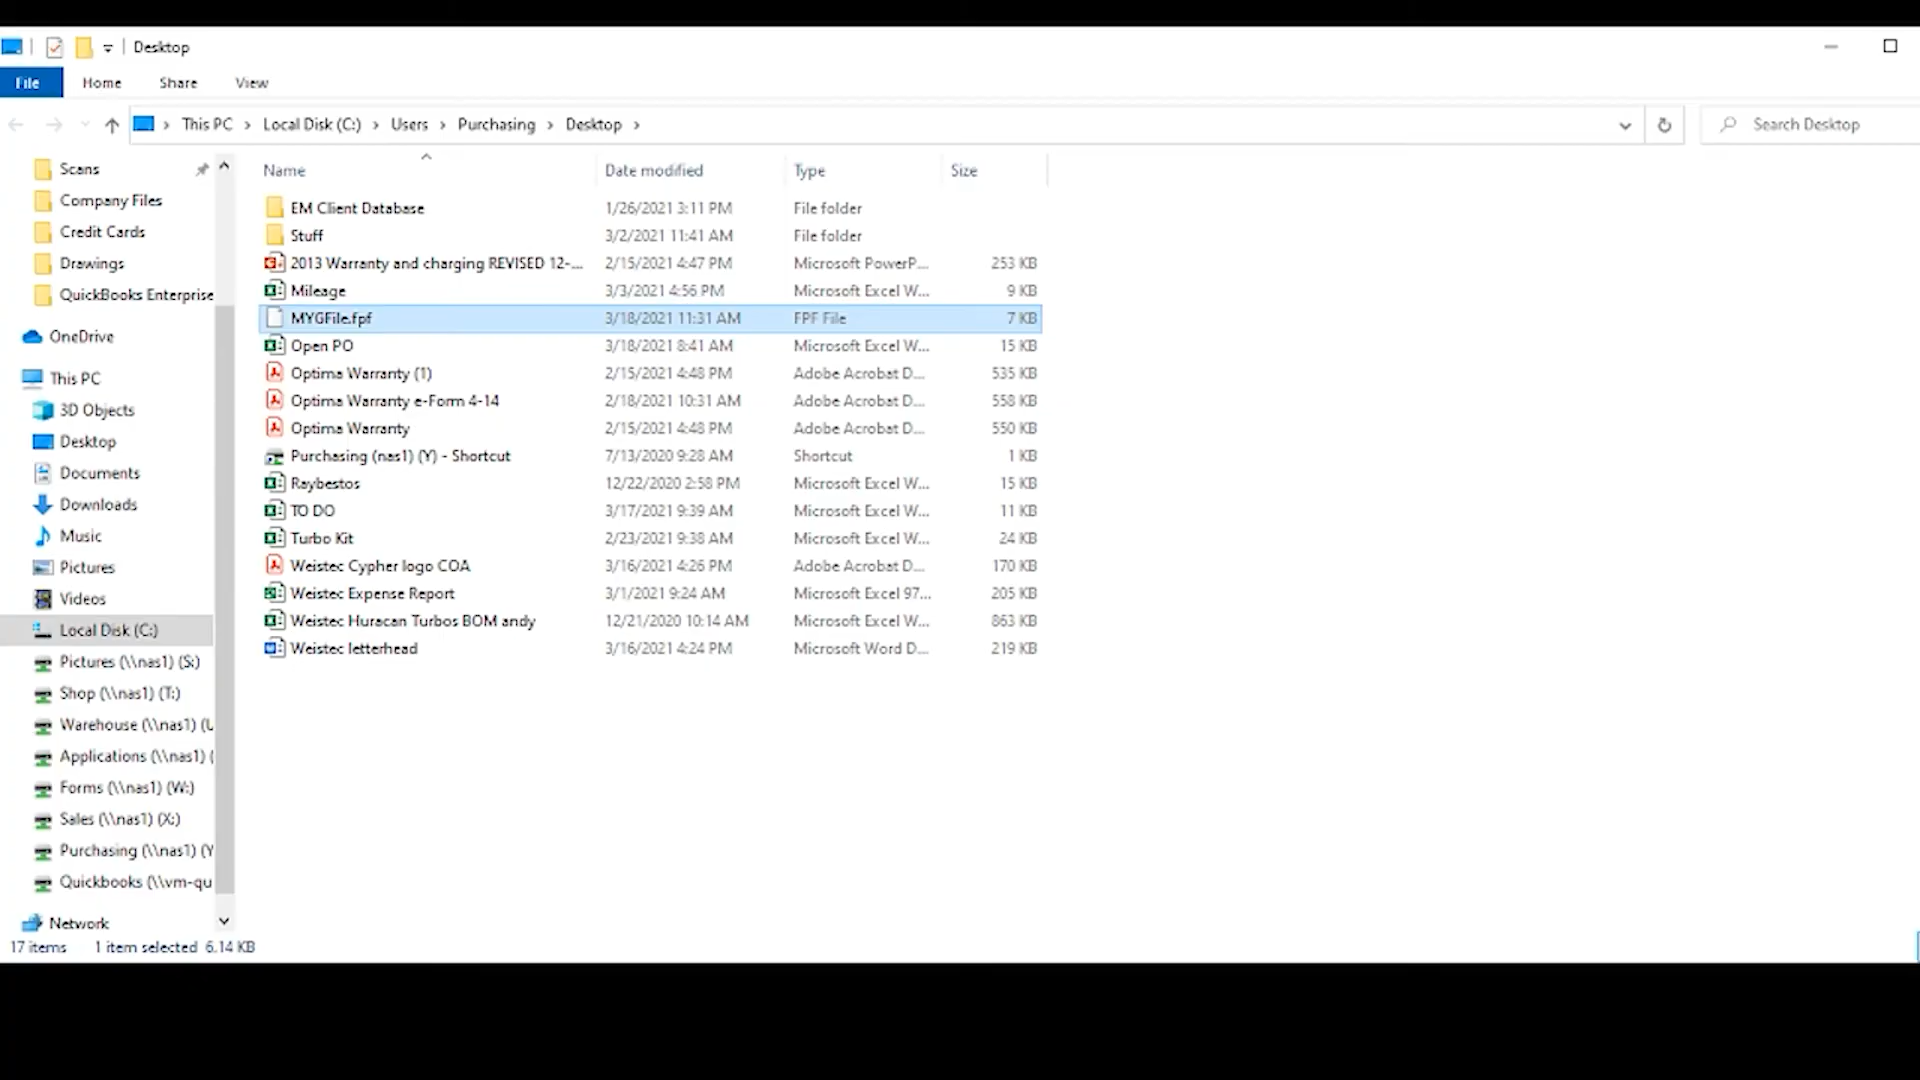 Desktop
File Home Share View
This PC Local Disk (C:) Users Purchasing Desktop Search Desktop
Scans
Company Files
Credit Cards
Drawings
QuickBooks Enterprise
OneDrive
This PC
3D Objects
Desktop
Documents
Downloads
Music
Pictures
Videos
Local Disk (C:)
Pictures (\\nas1) (S:)
Shop (\\nas1) (T:)
Warehouse (\\nas1) (U
Applications (\\nas1) (
Forms (\\nas1) (W:)
Sales (\\nas1) (X:)
Purchasing (\\nas1) (Y
Quickbooks (\\vm-qu
Network
Name Date modified Type Size
EM Client Database 1/26/2021 3:11 PM File folder
Stuff 3/2/2021 11:41 AM File folder
2013 Warranty and charging REVISED 12-... 2/15/2021 4:47 PM Microsoft PowerP... 253 KB
Mileage 3/3/2021 4:56 PM Microsoft Excel W... 9 KB
MYGFile.fpf 3/18/2021 11:31 AM FPF File 7 KB
Open PO 3/18/2021 8:41 AM Microsoft Excel W... 15 KB
Optima Warranty (1) 2/15/2021 4:48 PM Adobe Acrobat D... 535 KB
Optima Warranty e-Form 4-14 2/18/2021 10:31 AM Adobe Acrobat D... 558 KB
Optima Warranty 2/15/2021 4:48 PM Adobe Acrobat D... 550 KB
Purchasing (nas1) (Y) - Shortcut 7/13/2020 9:28 AM Shortcut 1 KB
Raybestos 12/22/2020 2:58 PM Microsoft Excel W... 15 KB
TO DO 3/17/2021 9:39 AM Microsoft Excel W... 11 KB
Turbo Kit 2/23/2021 9:38 AM Microsoft Excel W... 24 KB
Weistec Cypher logo COA 3/16/2021 4:26 PM Adobe Acrobat D... 170 KB
Weistec Expense Report 3/1/2021 9:24 AM Microsoft Excel 97... 205 KB
Weistec Huracan Turbos BOM andy 12/21/2020 10:14 AM Microsoft Excel W... 863 KB
Weistec letterhead 3/16/2021 4:24 PM Microsoft Word D... 219 KB
17 items 1 item selected 6.14 KB